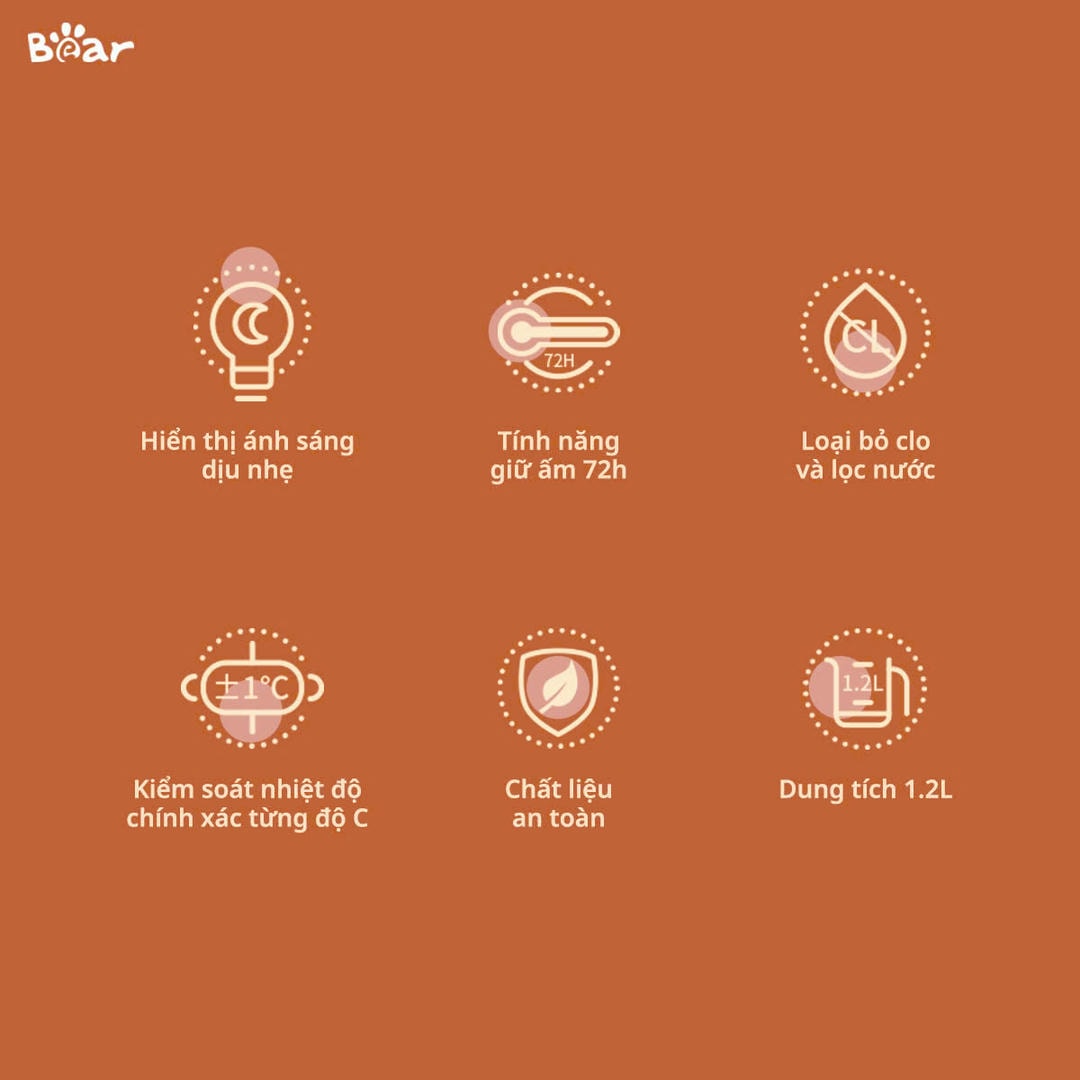 Bear
72H
CL
Hiển thị ánh sáng
dịu nhẹ
Tính năng
giữ ấm 72h
Loại bỏ clo
và lọc nước
±1°C
1.2L
Kiểm soát nhiệt độ
chính xác từng độ C
Chất liệu
an toàn
Dung tích 1.2L